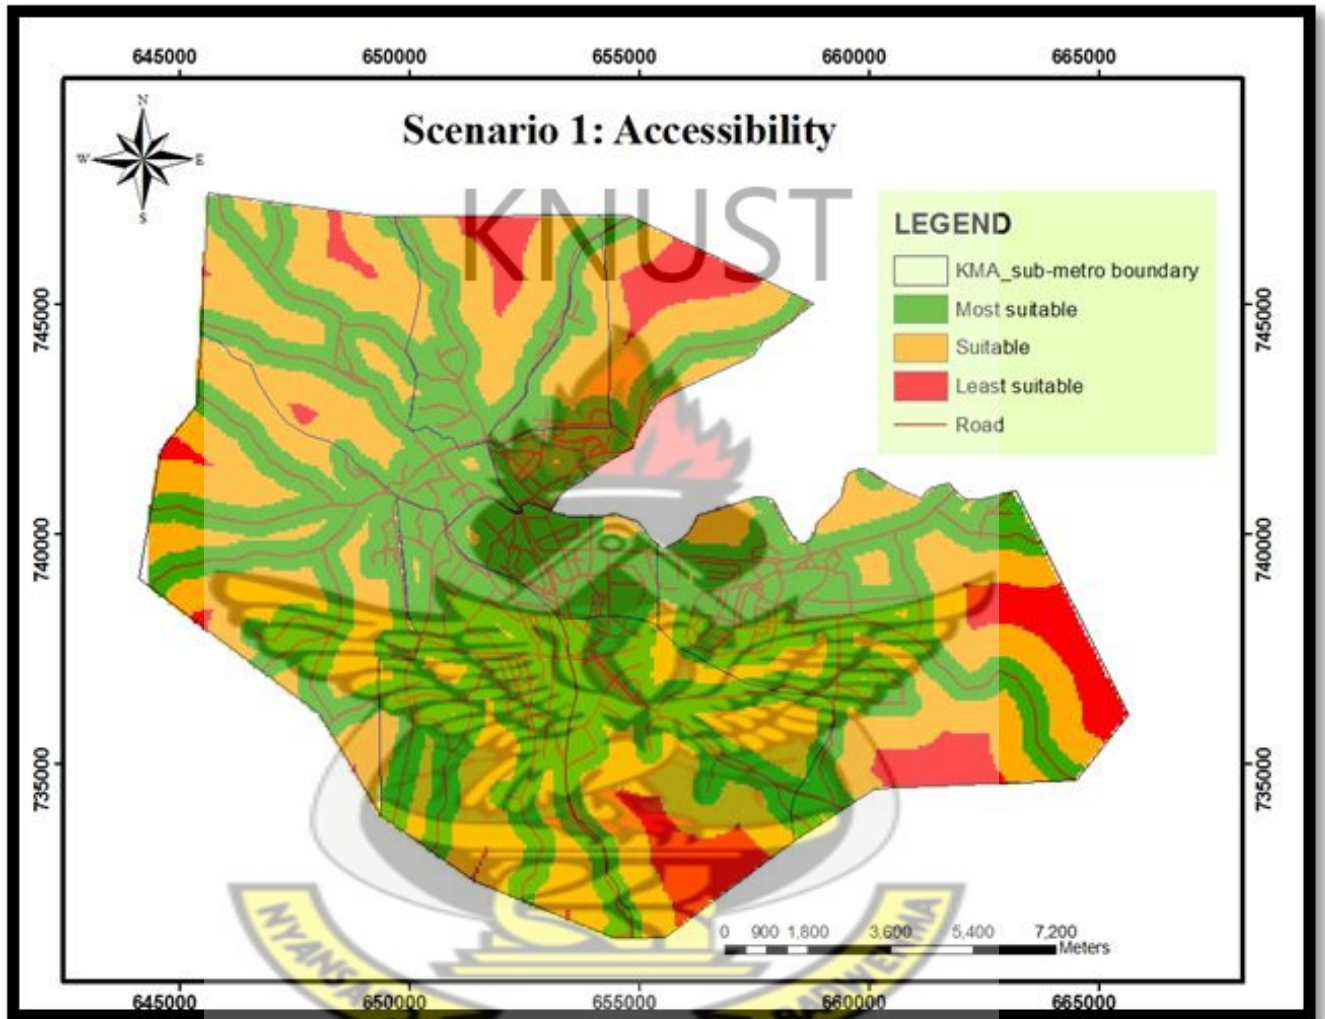 645000 650000 655000 660000 665000
N
W E
S
Scenario 1: Accessibility
KNUST
LEGEND
KMA_sub-metro boundary
Most suitable
Suitable
Least suitable
Road
745000 745000
740000 740000
735000 735000
0 900 1,800 3,600 5,400 7,200
Meters
645000 650000 655000 660000 665000